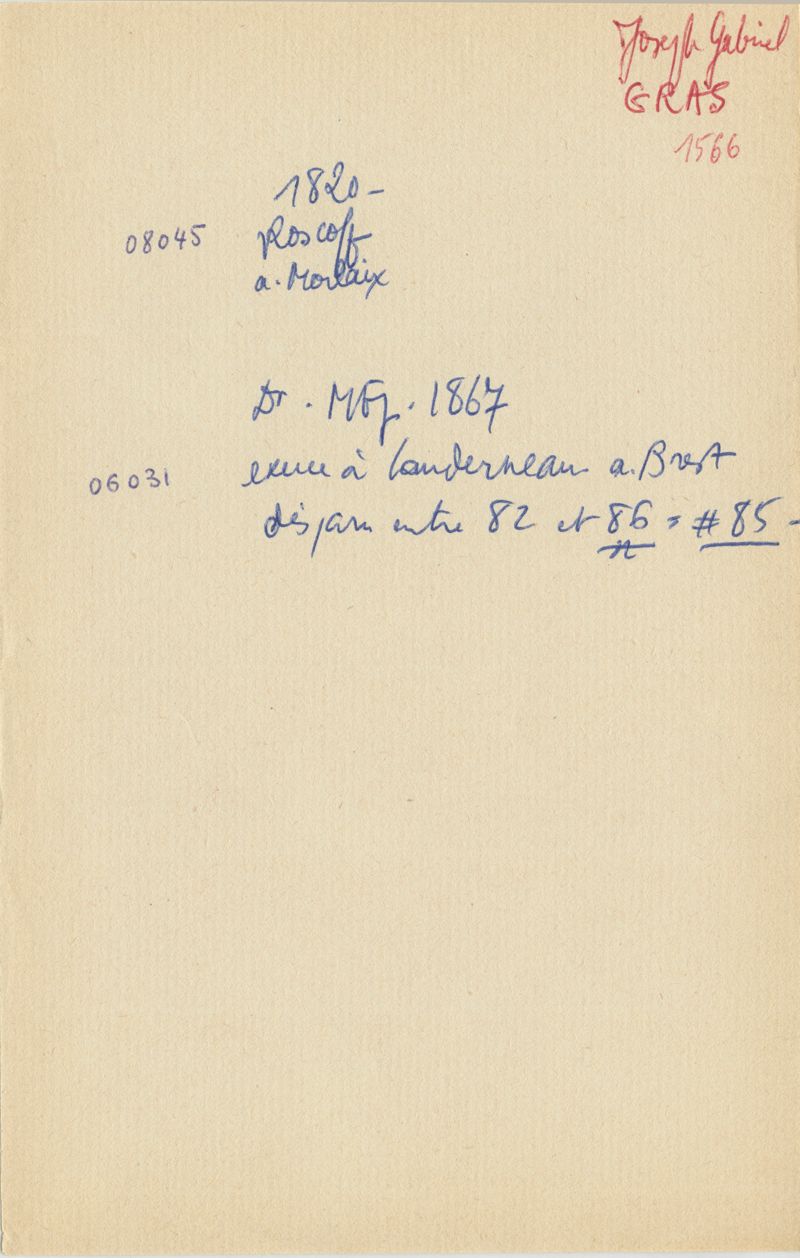 Joseph Gabriel
GRAS
1566
1820 -
08045 Roscoff
a. Morlaix
Dr. Mtp. 1867
06031 exerce à Landerneau a. Brest
disparu entre 82 et 86 = # 85 -